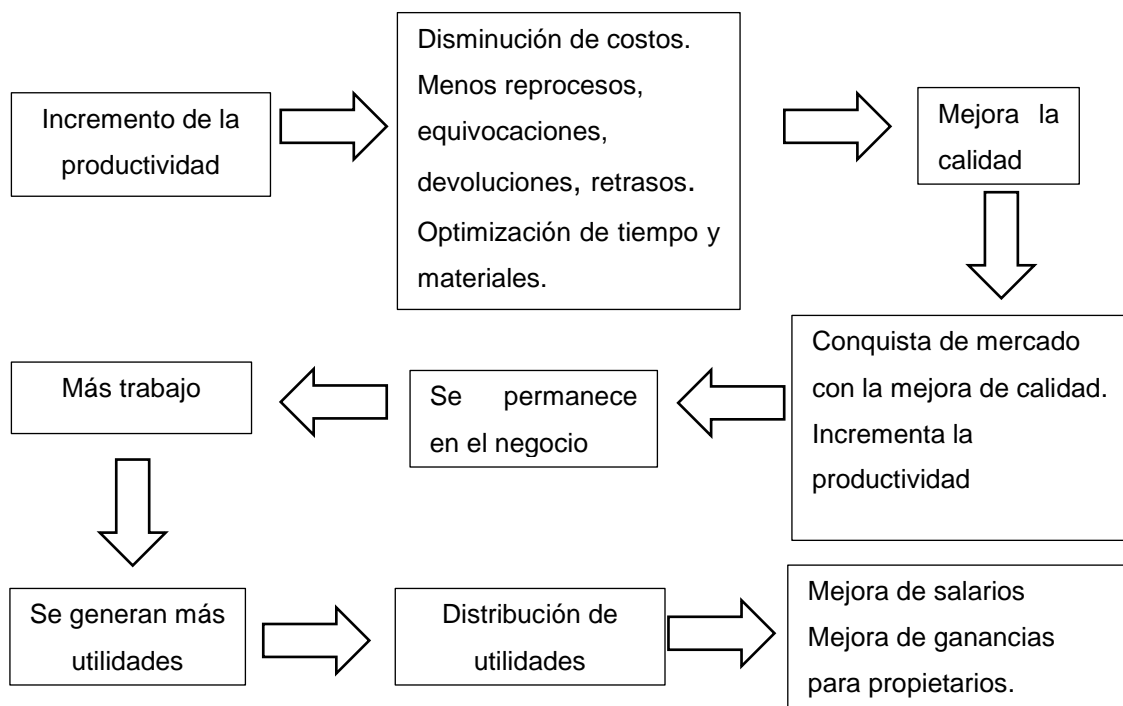 Incremento de la
productividad
Disminución de costos.
Menos reprocesos,
equivocaciones,
devoluciones, retrasos.
Optimización de tiempo y
materiales.
Mejora la
calidad
Conquista de mercado
con la mejora de calidad.
Incrementa la
productividad
Se permanece
en el negocio
Más trabajo
Se generan más
utilidades
Distribución de
utilidades
Mejora de salarios
Mejora de ganancias
para propietarios.